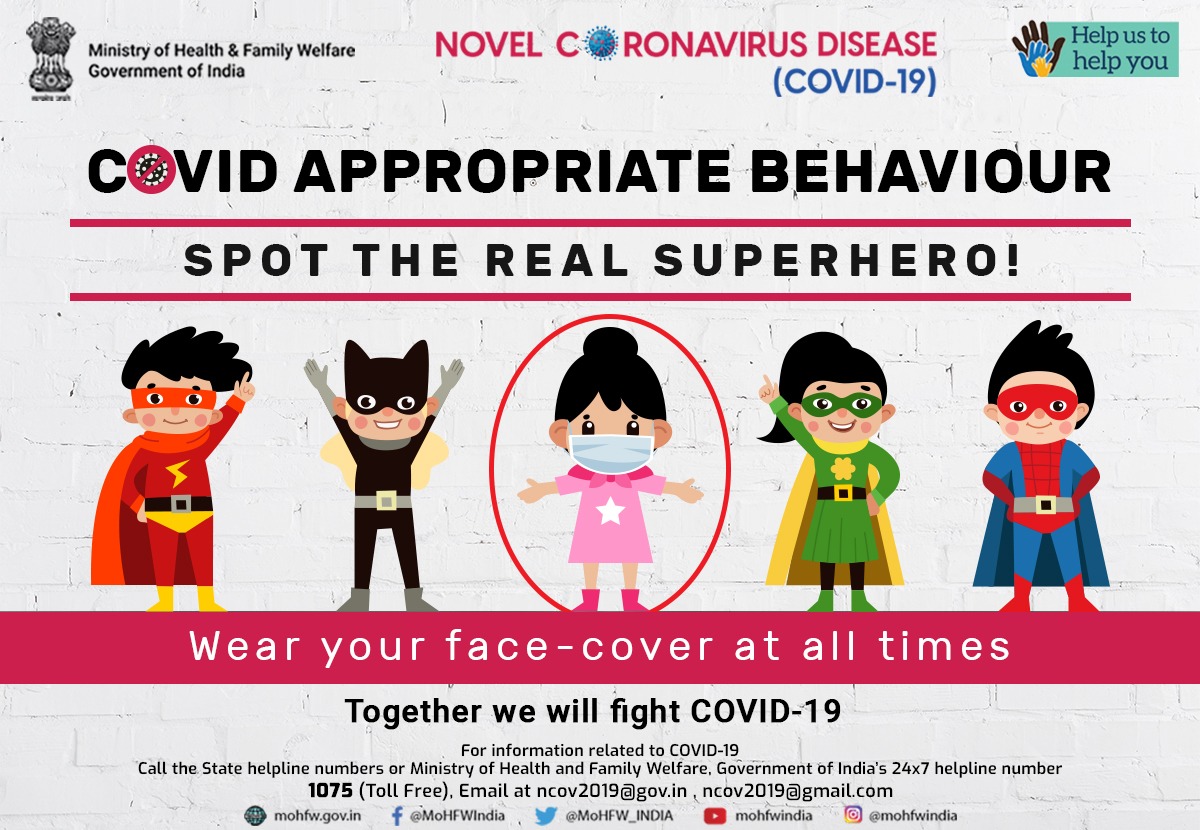 Ministry of Health & Family Welfare
Government of India
NOVEL CORONAVIRUS DISEASE
(COVID-19)
Help us to
help you
COVID APPROPRIATE BEHAVIOUR
SPOT THE REAL SUPERHERO!
Wear your face-cover at all times
Together we will fight COVID-19
For information related to COVID-19
Call the State helpline numbers or Ministry of Health and Family Welfare, Government of India's 24x7 helpline number
1075 (Toll Free), Email at ncov2019@gov.in , ncov2019@gmail.com
mohfw.gov.in @MoHFWIndia @MoHFW_INDIA mohfwindia @mohfwindia